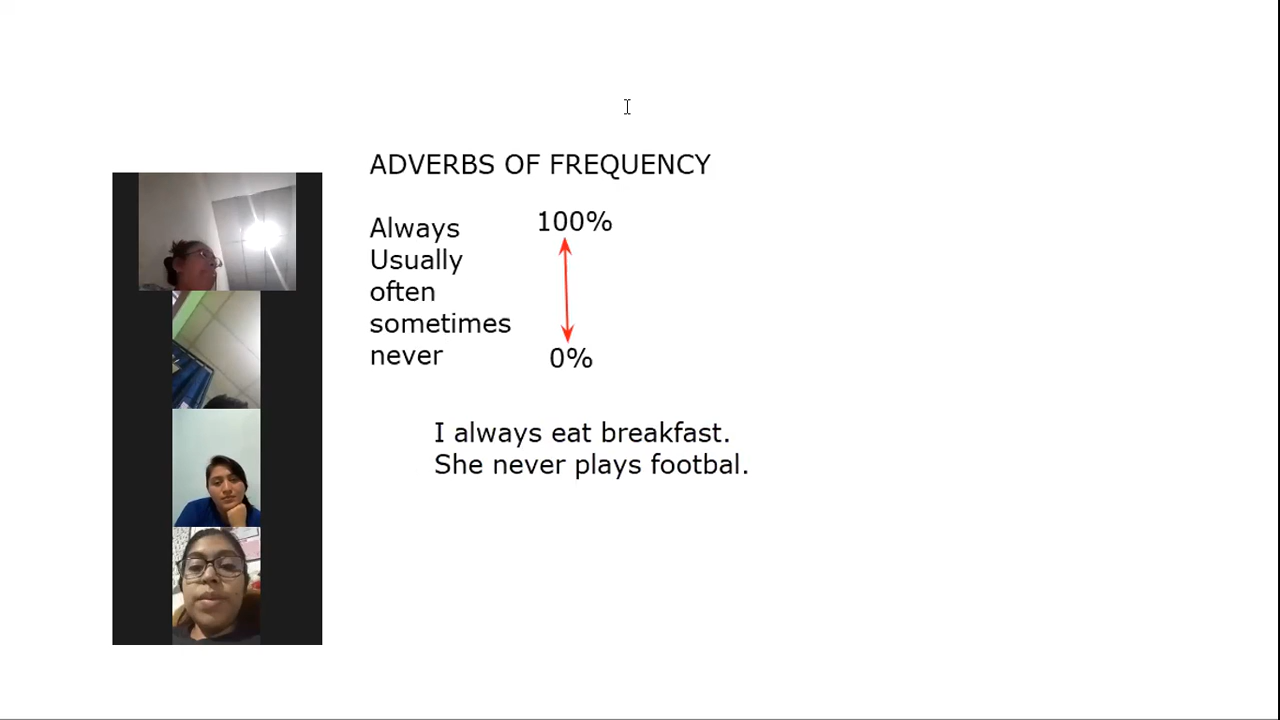 ADVERBS OF FREQUENCY
Always 100%
Usually
often
sometimes
never 0%
I always eat breakfast.
She never plays footbal.